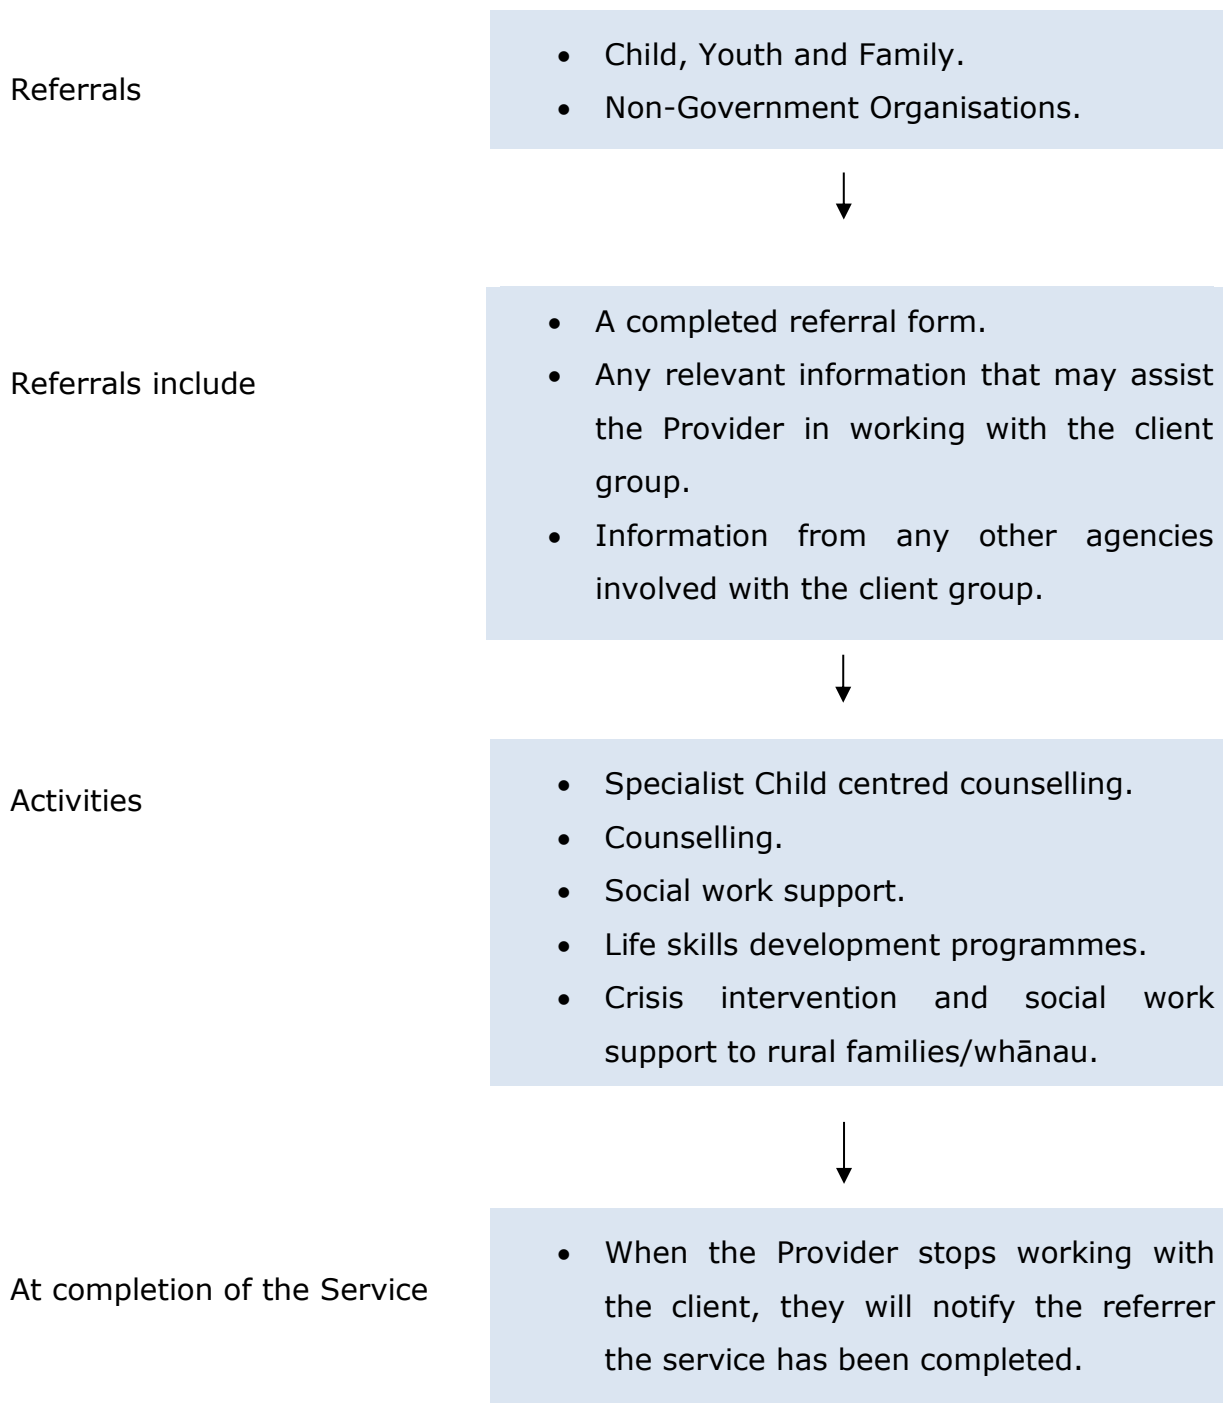 Referrals
• Child, Youth and Family.
• Non-Government Organisations.
Referrals include
• A completed referral form.
• Any relevant information that may assist
the Provider in working with the client
group.
• Information from any other agencies
involved with the client group.
Activities
• Specialist Child centred counselling.
• Counselling.
• Social work support.
• Life skills development programmes.
• Crisis intervention and social work
support to rural families/whānau.
At completion of the Service
• When the Provider stops working with
the client, they will notify the referrer
the service has been completed.